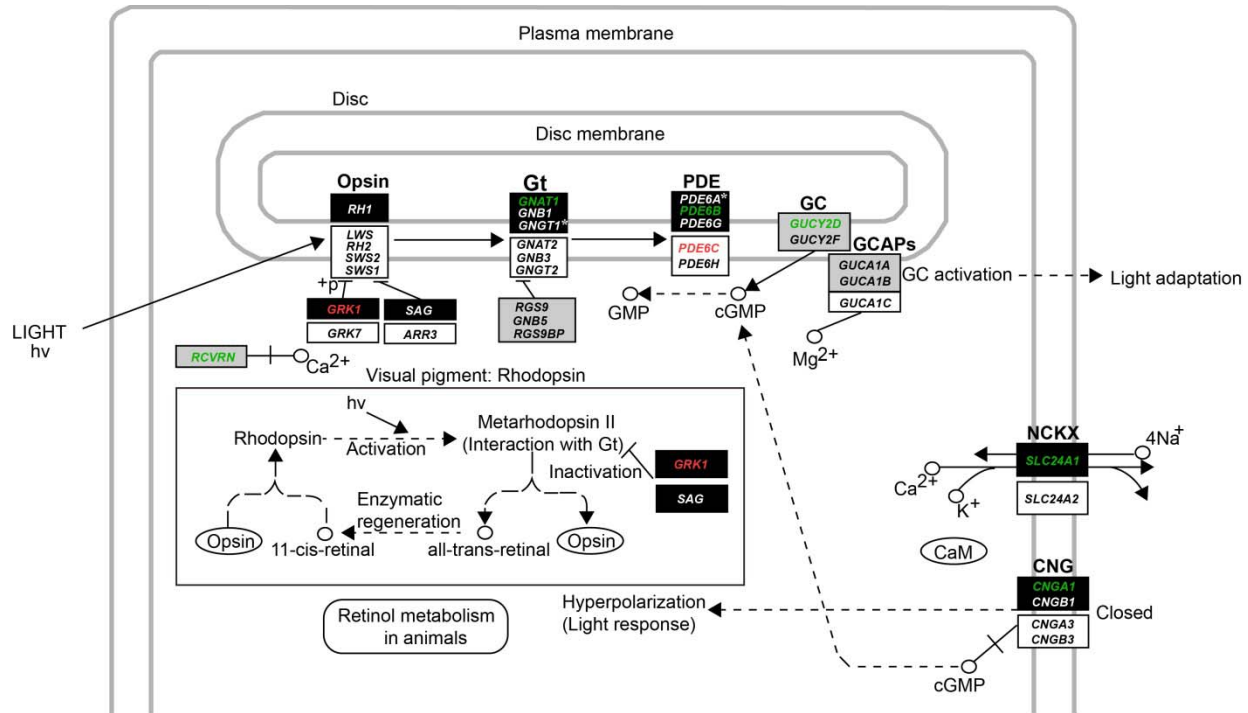 Plasma membrane
Disc
Disc membrane
Opsin
RH1
LWS
RH2
SWS2
SWS1
Gt
GNAT1
GNB1
GNGT1*
GNAT2
GNB3
GNGT2
PDE
PDE6A*
PDE6B
PDE6G
PDE6C
PDE6H
GC
GUCY2D
GUCY2F
GCAPs
GUCA1A
GUCA1B
GUCA1C
GC activation
Light adaptation
+p
GRK1
GRK7
SAG
ARR3
RGS9
GNB5
RGS9BP
GMP
cGMP
Mg2+
LIGHT
hv
RCVRN
Ca2+
Visual pigment: Rhodopsin
hv
Rhodopsin
Activation
Metarhodopsin II
(Interaction with Gt)
Inactivation
GRK1
SAG
Enzymatic
regeneration
Opsin
11-cis-retinal
all-trans-retinal
Opsin
NCKX
SLC24A1
SLC24A2
4Na+
Ca2+
K+
CaM
CNG
CNGA1
CNGB1
CNGA3
CNGB3
Closed
Hyperpolarization
(Light response)
cGMP
Retinol metabolism
in animals